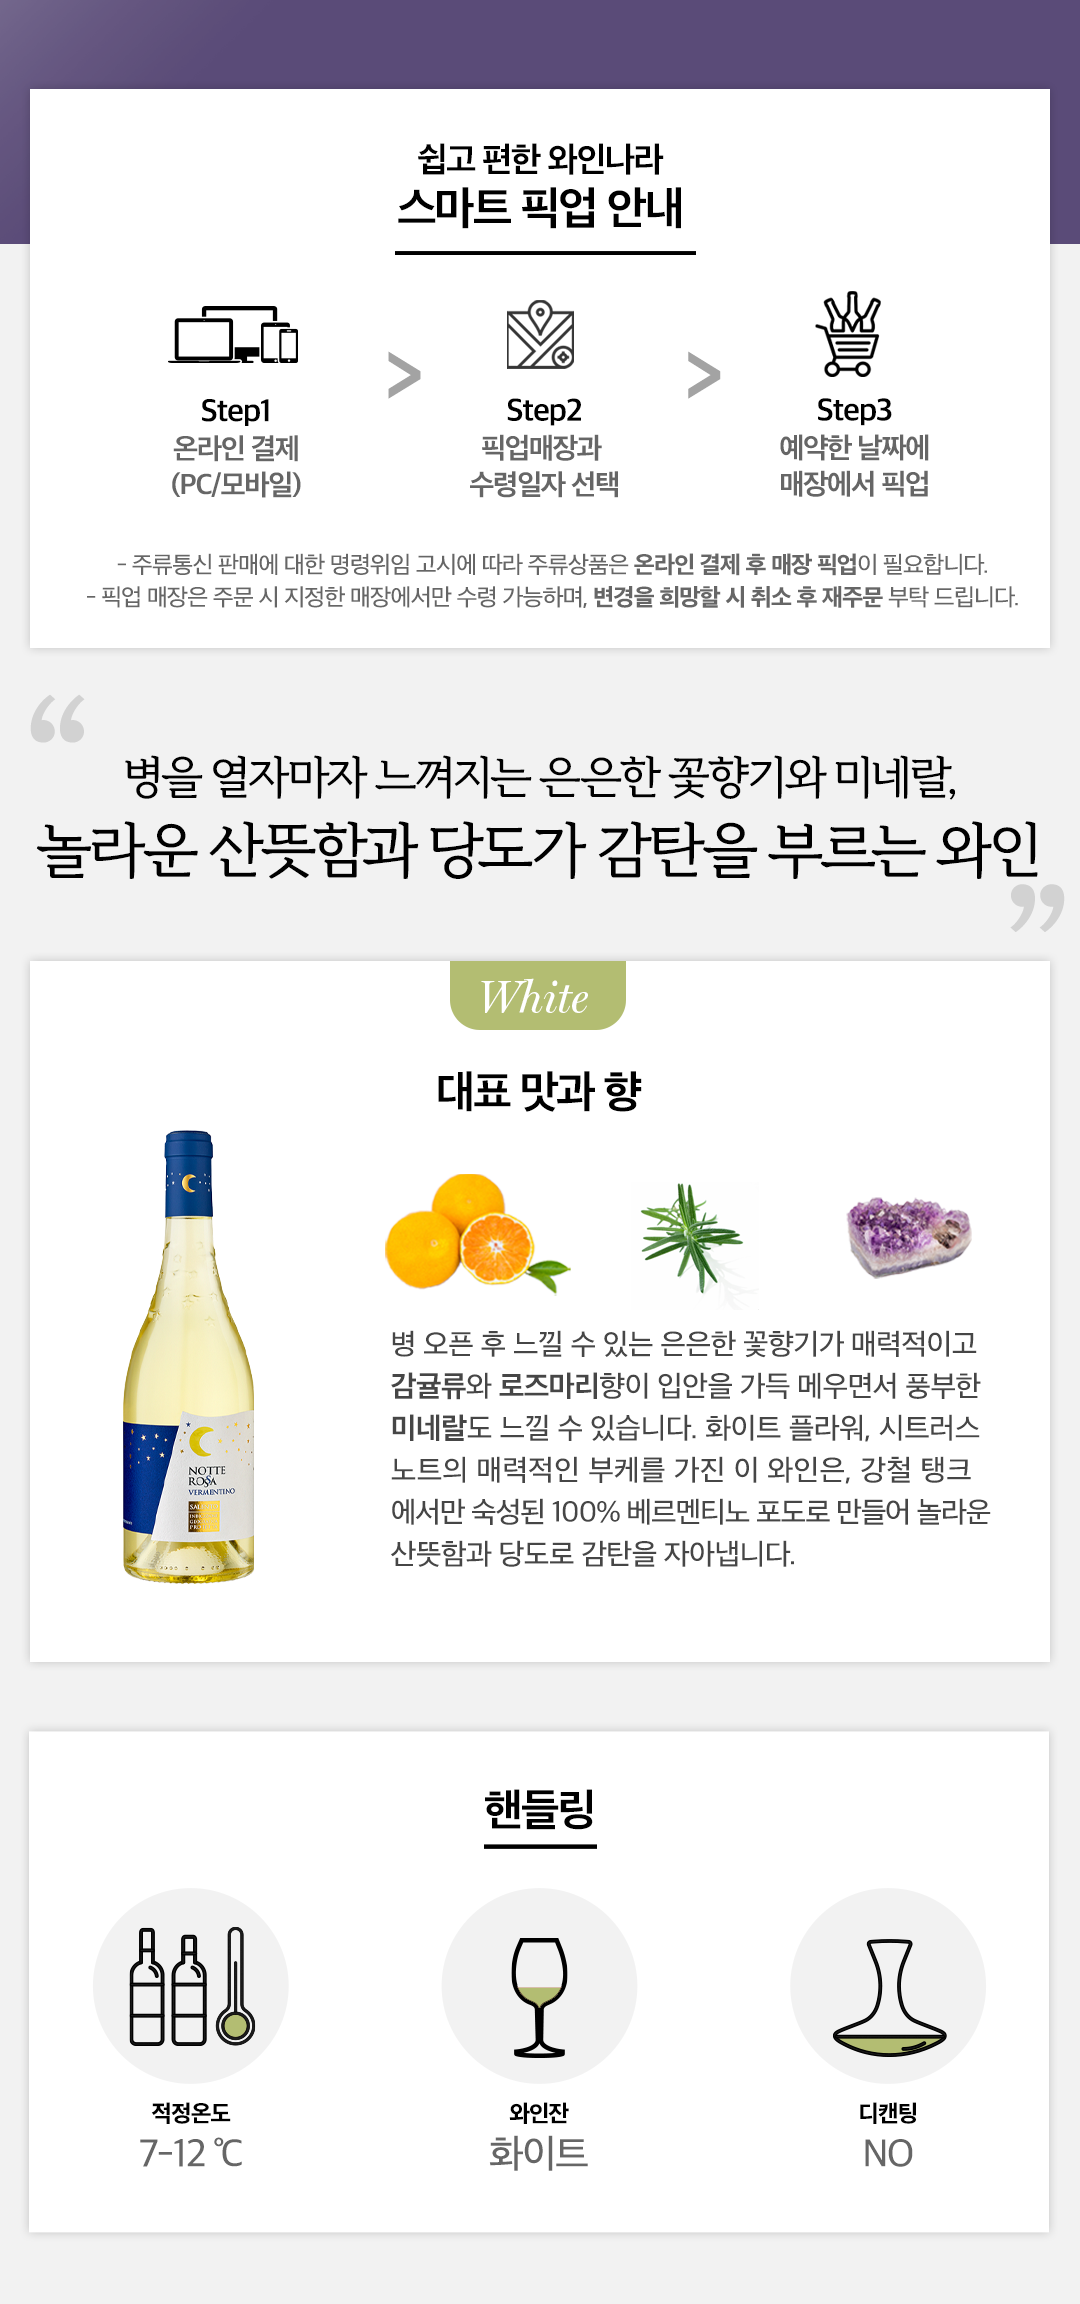 쉽고 편한 와인나라
스마트 픽업 안내
Step1
온라인 결제
(PC/모바일)
>
Step2
픽업매장과
수령일자 선택
>
Step3
예약한 날짜에
매장에서 픽업
- 주류통신 판매에 대한 명령위임 고시에 따라 주류상품은 온라인 결제 후 매장 픽업이 필요합니다.
- 픽업 매장은 주문 시 지정한 매장에서만 수령 가능하며, 변경을 희망할 시 취소 후 재주문 부탁 드립니다.
“
병을 열자마자 느껴지는 은은한 꽃향기와 미네랄,
놀라운 산뜻함과 당도가 감탄을 부르는 와인
”
White
대표 맛과 향
NOTTE
ROSSA
VERMENTINO
병 오픈 후 느낄 수 있는 은은한 꽃향기가 매력적이고
감귤류와 로즈마리향이 입안을 가득 메우면서 풍부한
미네랄도 느낄 수 있습니다. 화이트 플라워, 시트러스
노트의 매력적인 부케를 가진 이 와인은, 강철 탱크
에서만 숙성된 100% 베르멘티노 포도로 만들어 놀라운
산뜻함과 당도로 감탄을 자아냅니다.
핸들링
적정온도
7-12 ℃
와인잔
화이트
디캔팅
NO